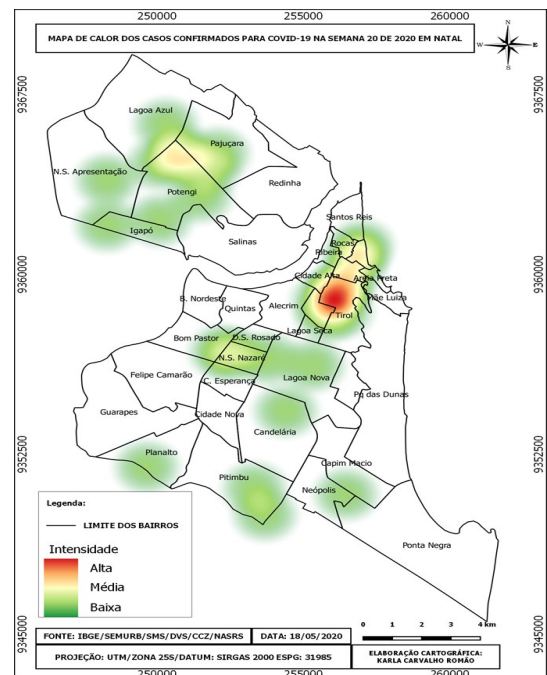 250000 255000 260000
MAPA DE CALOR DOS CASOS CONFIRMADOS PARA COVID-19 NA SEMANA 20 DE 2020 EM NATAL
N
W E
S
9367500 9367500
Lagoa Azul
Pajuçara
N.S. Apresentação
Redinha
Potengi
Santos Reis
Igapó
Salinas
Rocas
Ribeira
9360000 9360000
Cidade Alta
Areia Preta
Mãe Luiza
B. Nordeste
Quintas
Alecrim
Tirol
Lagoa Seca
Bom Pastor
D.S. Rosado
N.S. Nazaré
Felipe Camarão
C. Esperança
Lagoa Nova
Pq das Dunas
Guarapes
Cidade Nova
Candelária
9352500 9352500
Planalto
Capim Macio
Pitimbu
Neópolis
Ponta Negra
Legenda:
LIMITE DOS BAIRROS
Intensidade
Alta
Média
Baixa
0 1 2 3 4 km
9345000 9345000
FONTE: IBGE/SEMURB/SMS/DVS/CCZ/NASRS
DATA: 18/05/2020
PROJEÇÃO: UTM/ZONA 25S/DATUM: SIRGAS 2000 ESPG: 31985
ELABORAÇÃO CARTOGRÁFICA:
KARLA CARVALHO ROMÃO
250000 255000 260000